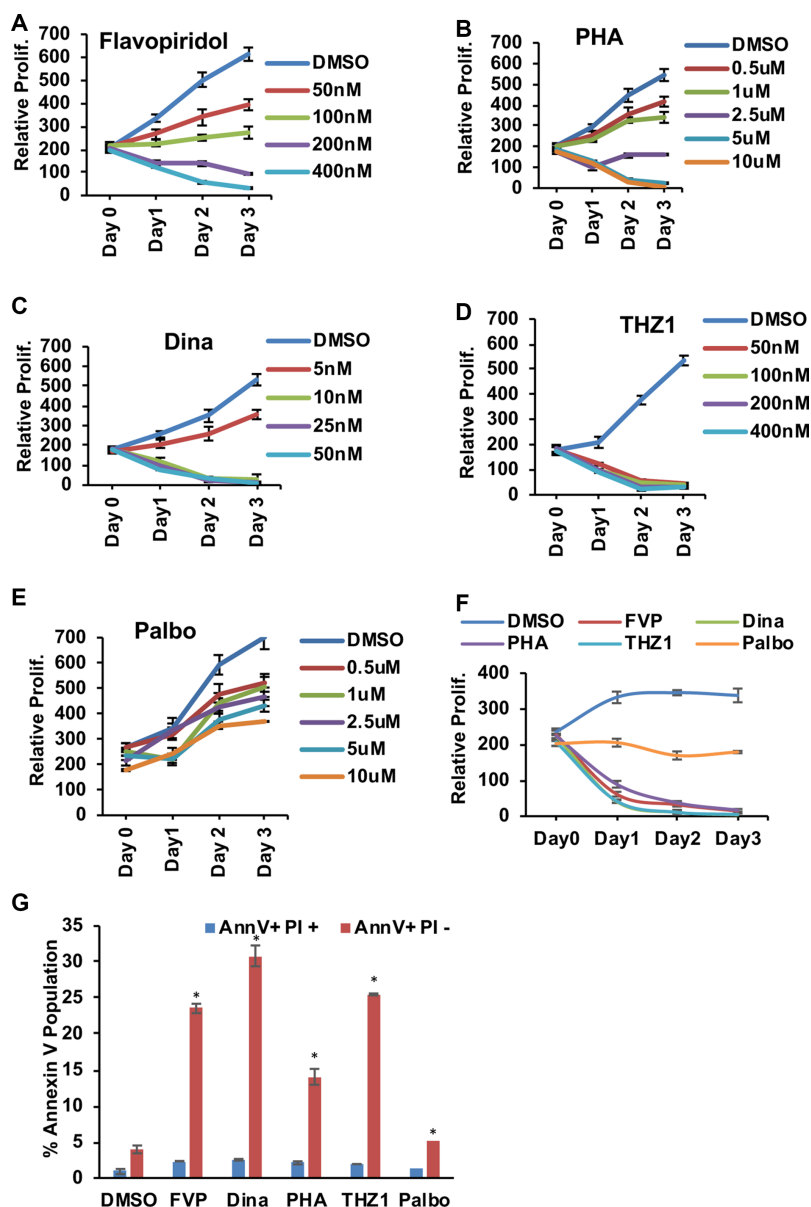 A
Flavopiridol
Relative Prolif.
700
600
500
400
300
200
100
0
Day 0
Day1
Day 2
Day 3
DMSO
50nM
100nM
200nM
400nM
B
PHA
Relative Prolif.
700
600
500
400
300
200
100
0
Day 0
Day1
Day 2
Day 3
DMSO
0.5uM
1uM
2.5uM
5uM
10uM
C
Dina
Relative Prolif.
700
600
500
400
300
200
100
0
Day 0
Day1
Day 2
Day 3
DMSO
5nM
10nM
25nM
50nM
D
THZ1
Relative Prolif.
700
600
500
400
300
200
100
0
Day 0
Day1
Day 2
Day 3
DMSO
50nM
100nM
200nM
400nM
E
Palbo
Relative Prolif.
700
600
500
400
300
200
100
0
Day 0
Day1
Day 2
Day 3
DMSO
0.5uM
1uM
2.5uM
5uM
10uM
F
DMSO FVP Dina
PHA THZ1 Palbo
Relative Prolif.
400
300
200
100
0
Day0 Day1 Day2 Day3
G
AnnV+ PI + AnnV+ PI -
% Annexin V Population
35
30
25
20
15
10
5
0
*
*
*
*
*
DMSO FVP Dina PHA THZ1 Palbo